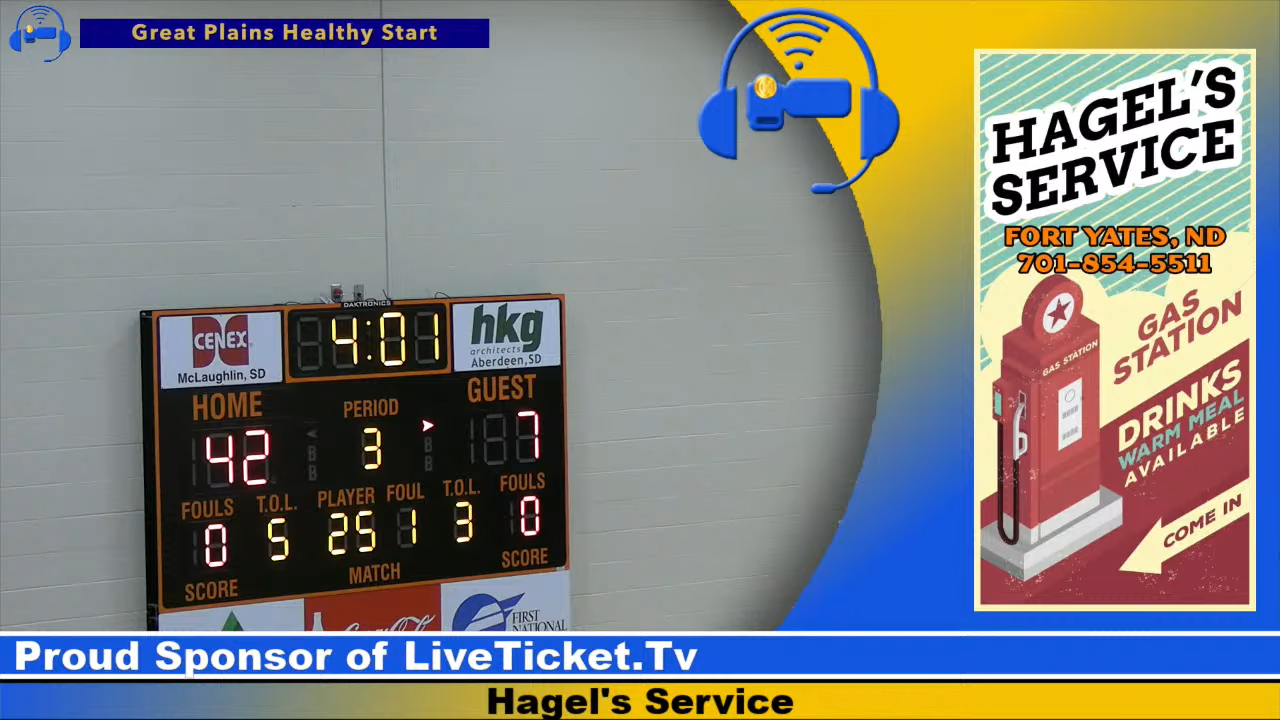 Great Plains Healthy Start
HAGEL'S
SERVICE
FORT YATES, ND
701-854-5511
GAS
STATION
GAS STATION
DRINKS
WARM MEAL
AVAILABLE
COME IN
DAKTRONICS
CENEX
McLaughlin, SD
4:01
hkg
architects
Aberdeen, SD
HOME
PERIOD
GUEST
42
3
7
B
B
B
B
FOULS
T.O.L.
PLAYER
FOUL
T.O.L.
FOULS
0
5
25
1
3
0
SCORE
MATCH
SCORE
Coca-Cola
FIRST
NATIONAL
Proud Sponsor of LiveTicket.Tv
Hagel's Service